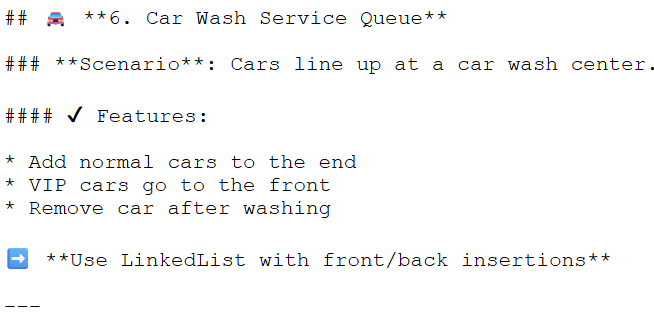 ## 🚘 **6. Car Wash Service Queue**
### **Scenario**: Cars line up at a car wash center.
#### ✔ Features:
* Add normal cars to the end
* VIP cars go to the front
* Remove car after washing
➡️ **Use LinkedList with front/back insertions**
---